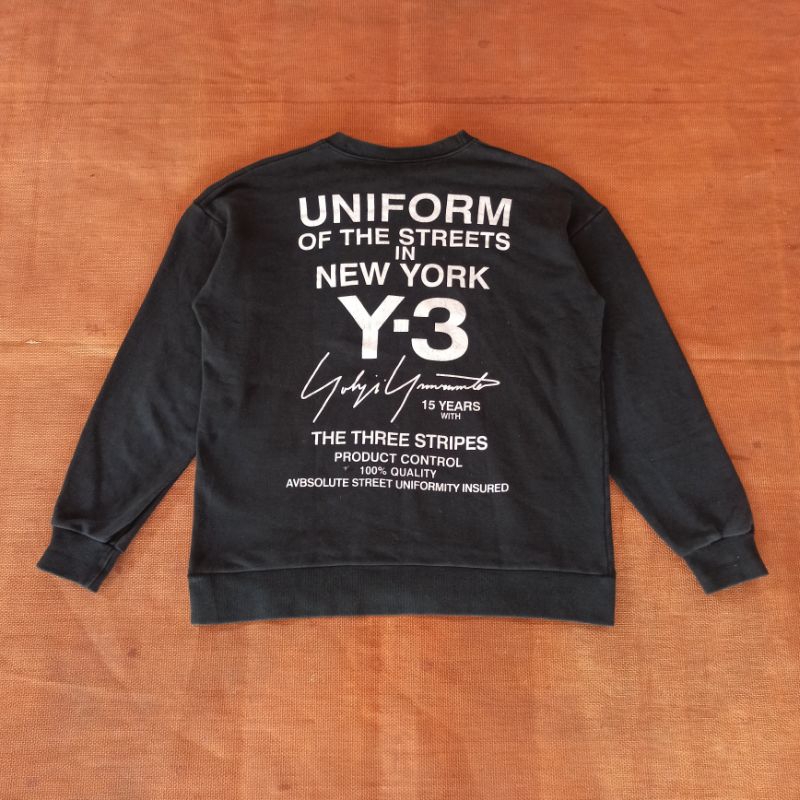 UNIFORM
OF THE STREETS
IN
NEW YORK
Y-3
Yohji Yamamoto
15 YEARS
WITH
THE THREE STRIPES
PRODUCT CONTROL
100% QUALITY
AVBSOLUTE STREET UNIFORMITY INSURED